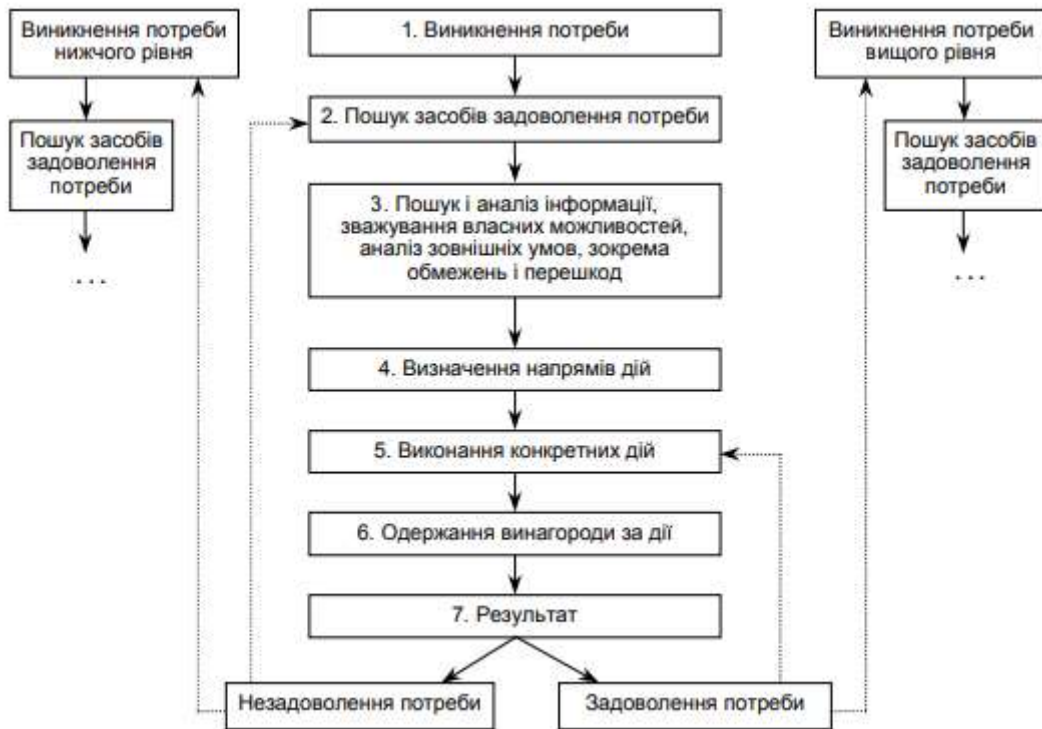 Виникнення потреби
нижчого рівня
Пошук засобів
задоволення
потреби
. . .
1. Виникнення потреби
2. Пошук засобів задоволення потреби
3. Пошук і аналіз інформації,
зважування власних можливостей,
аналіз зовнішніх умов, зокрема
обмежень і перешкод
4. Визначення напрямів дій
5. Виконання конкретних дій
6. Одержання винагороди за дії
7. Результат
Незадоволення потреби
Задоволення потреби
Виникнення потреби
вищого рівня
Пошук засобів
задоволення
потреби
. . .